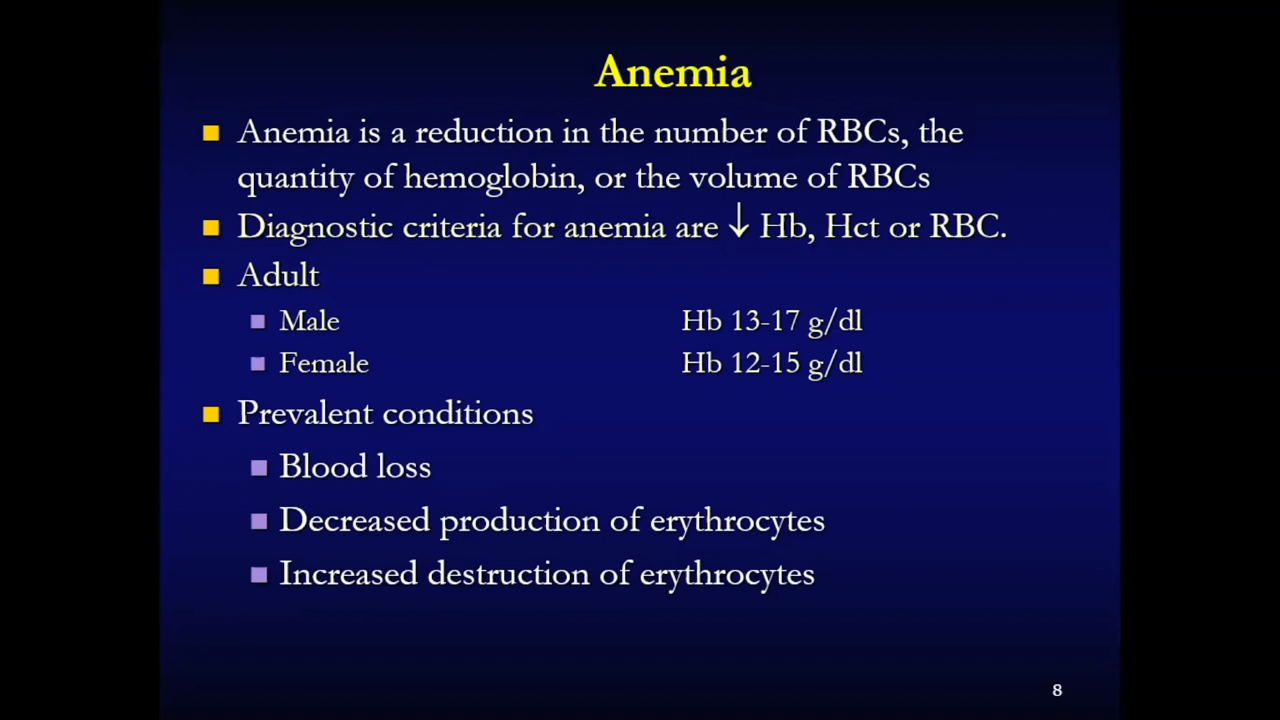 Anemia
Anemia is a reduction in the number of RBCs, the
quantity of hemoglobin, or the volume of RBCs
Diagnostic criteria for anemia are ↓ Hb, Hct or RBC.
Adult
Male Hb 13-17 g/dl
Female Hb 12-15 g/dl
Prevalent conditions
Blood loss
Decreased production of erythrocytes
Increased destruction of erythrocytes
8